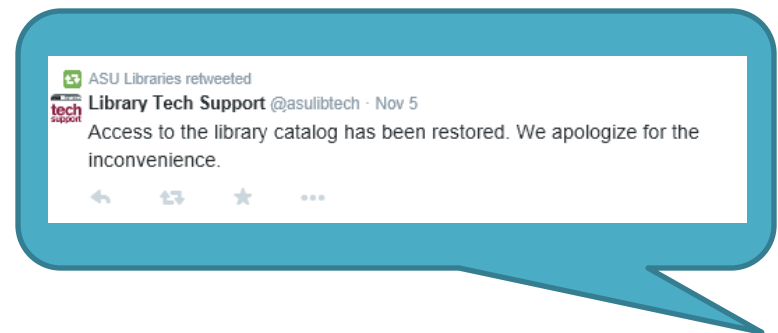 ASU Libraries retweeted
Library Tech Support @asulibtech · Nov 5
tech
support
Access to the library catalog has been restored. We apologize for the
inconvenience.